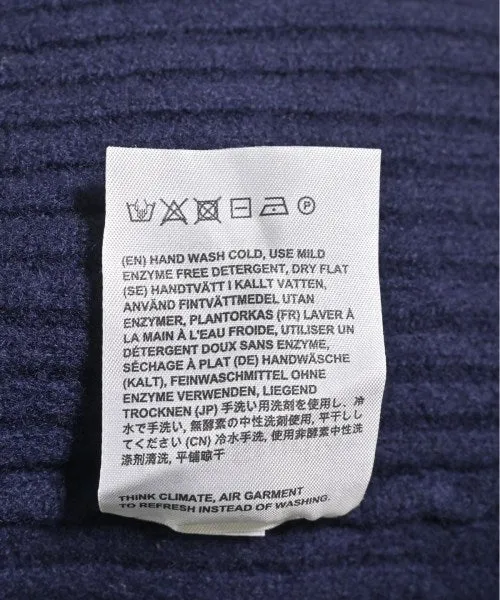 P
(EN) HAND WASH COLD, USE MILD
ENZYME FREE DETERGENT, DRY FLAT
(SE) HANDTVÄTT I KALLT VATTEN,
ANVÄND FINTVÄTTMEDEL UTAN
ENZYMER, PLANTORKAS (FR) LAVER À
LA MAIN À L'EAU FROIDE, UTILISER UN
DÉTERGENT DOUX SANS ENZYME,
SÉCHAGE À PLAT (DE) HANDWÄSCHE
(KALT), FEINWASCHMITTEL OHNE
ENZYME VERWENDEN, LIEGEND
TROCKNEN (JP) 手洗い用洗剤を使用し、冷
水で手洗い, 無酵素の中性洗剤使用, 平干しし
てください (CN) 冷水手洗, 使用非酵素中性洗
涤剂清洗, 平铺晾干
THINK CLIMATE, AIR GARMENT
TO REFRESH INSTEAD OF WASHING.